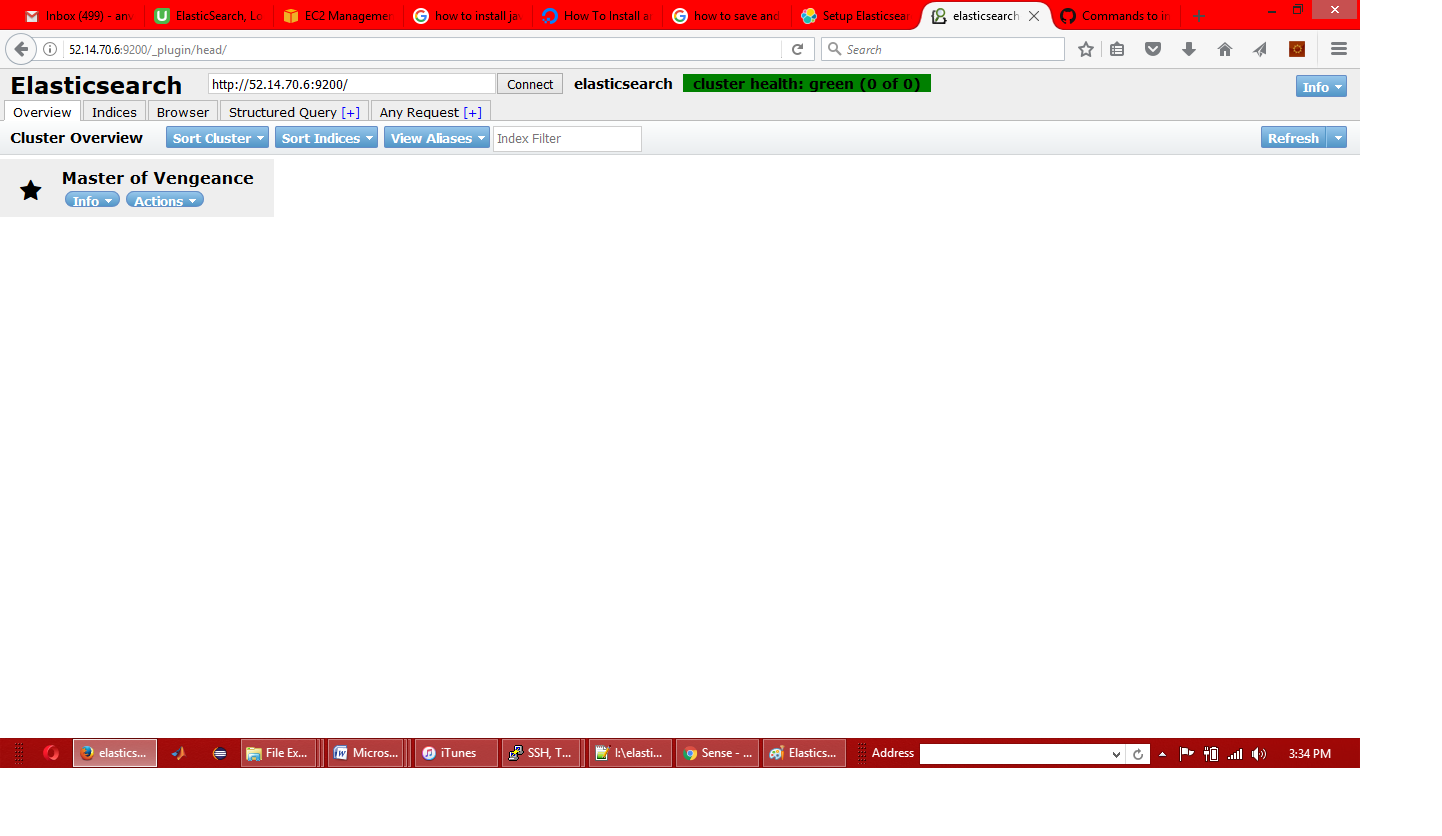 Inbox (499) - anv
ElasticSearch, Lo
EC2 Managemen
how to install jav
How To Install an
how to save and
Setup Elasticsear
elasticsearch
Commands to in
52.14.70.6:9200/_plugin/head/
Search
Elasticsearch
http://52.14.70.6:9200/
Connect
elasticsearch
cluster health: green (0 of 0)
Info
Overview
Indices
Browser
Structured Query [+]
Any Request [+]
Cluster Overview
Sort Cluster
Sort Indices
View Aliases
Index Filter
Refresh
Master of Vengeance
Info
Actions
elastics...
File Ex...
Micros...
iTunes
SSH, T...
I:\elasti...
Sense - ...
Elastics...
Address
3:34 PM